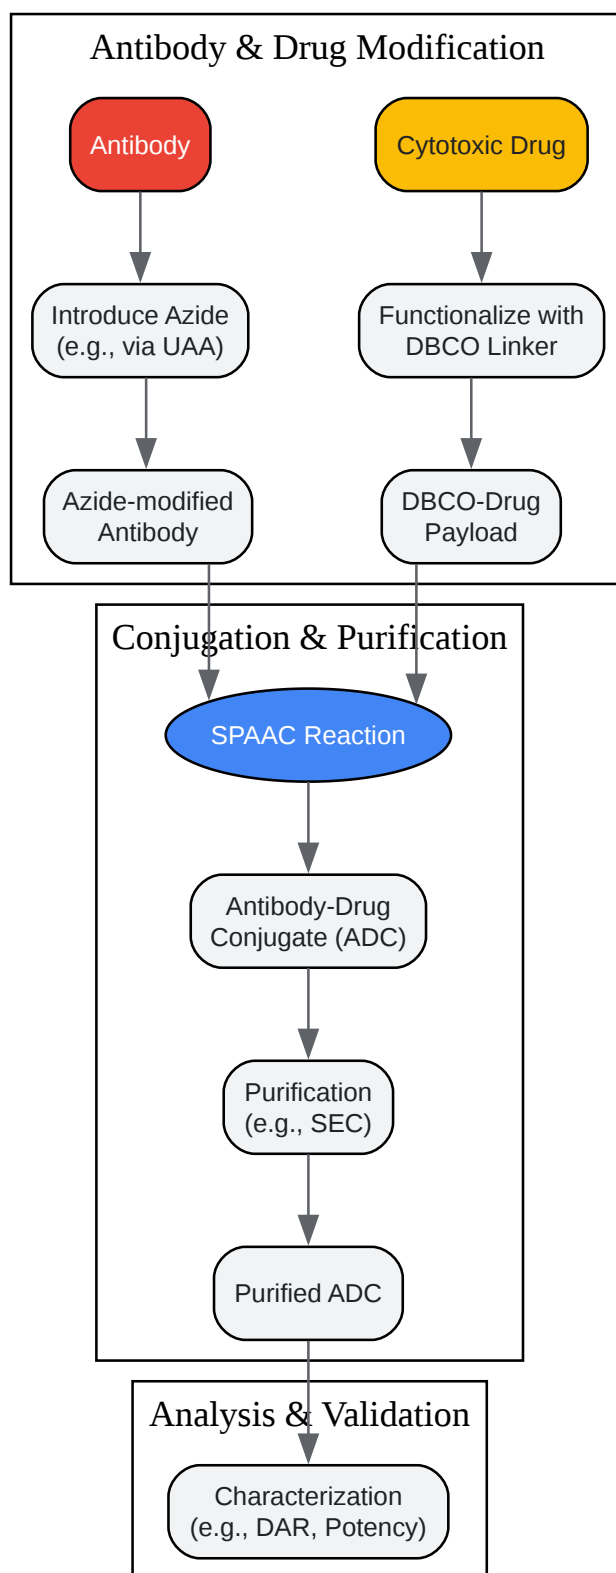 Antibody & Drug Modification
Antibody
Cytotoxic Drug
Introduce Azide
(e.g., via UAA)
Functionalize with
DBCO Linker
Azide-modified
Antibody
DBCO-Drug
Payload
Conjugation & Purification
SPAAC Reaction
Antibody-Drug
Conjugate (ADC)
Purification
(e.g., SEC)
Purified ADC
Analysis & Validation
Characterization
(e.g., DAR, Potency)